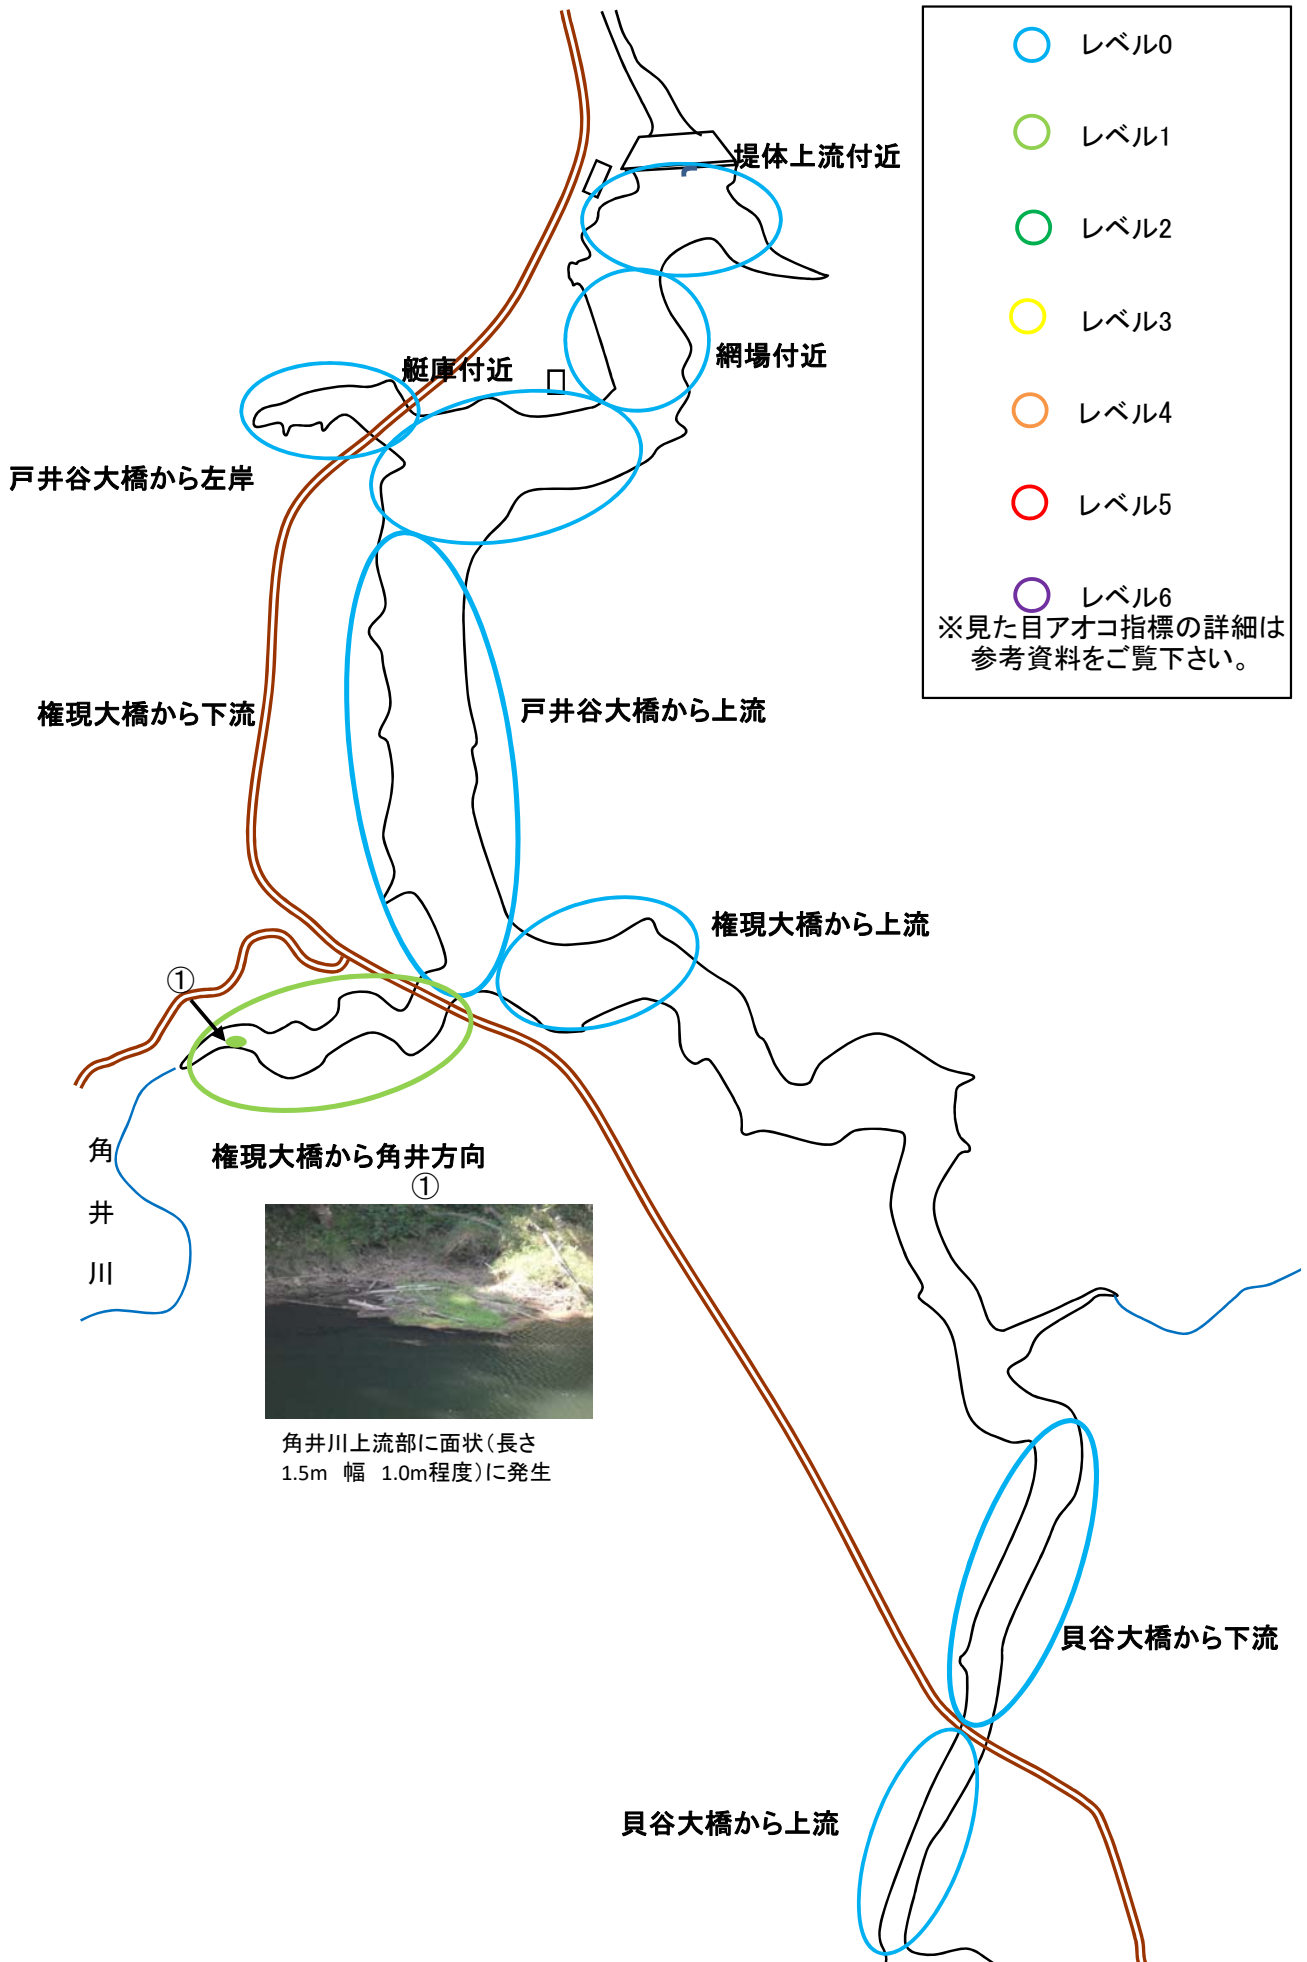 レベル0
レベル1
レベル2
レベル3
レベル4
レベル5
レベル6
※見た目アオコ指標の詳細は
参考資料をご覧下さい。
堤体上流付近
網場付近
艇庫付近
戸井谷大橋から左岸
権現大橋から下流
戸井谷大橋から上流
権現大橋から上流
①
角井川
権現大橋から角井方向
①
角井川上流部に面状(長さ
1.5m 幅 1.0m程度)に発生
貝谷大橋から下流
貝谷大橋から上流